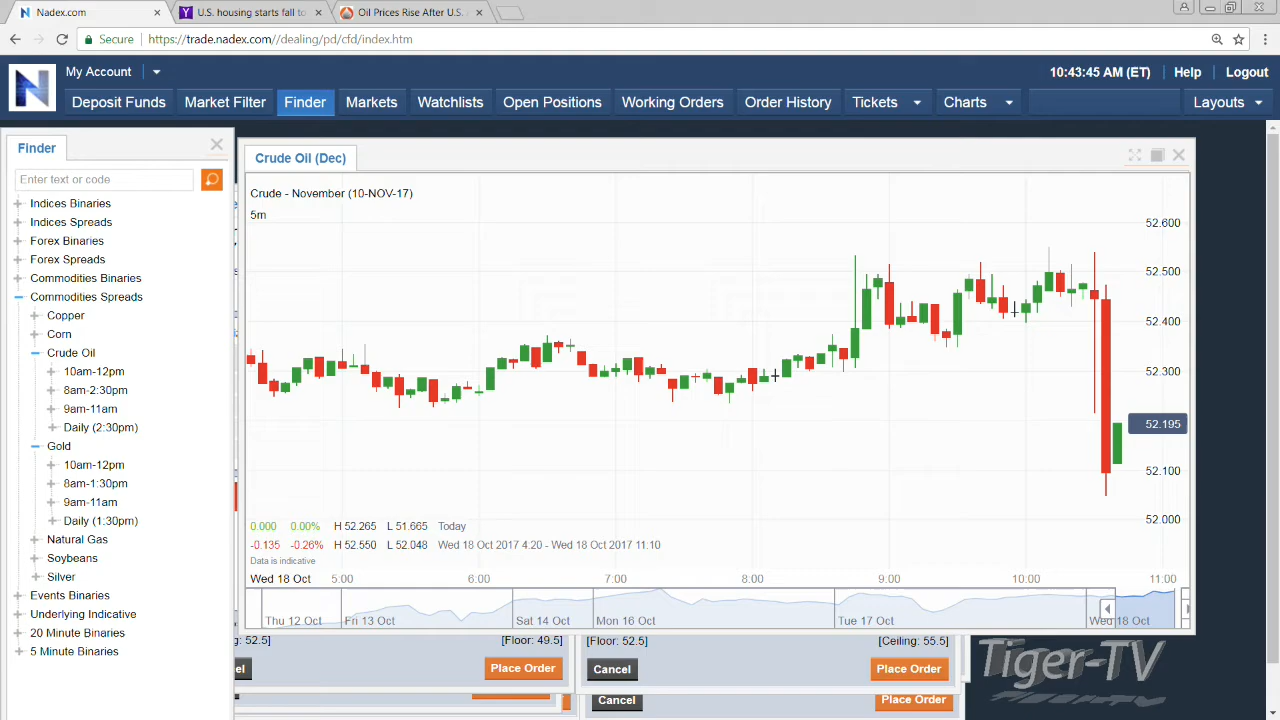 Nadex.com
U.S. housing starts fall to
Oil Prices Rise After U.S.
Secure
https://trade.nadex.com//dealing/pd/cfd/index.htm
N
My Account
10:43:45 AM (ET)
Help
Logout
Deposit Funds
Market Filter
Finder
Markets
Watchlists
Open Positions
Working Orders
Order History
Tickets
Charts
Layouts
Finder
Enter text or code
Indices Binaries
Indices Spreads
Forex Binaries
Forex Spreads
Commodities Binaries
Commodities Spreads
Copper
Corn
Crude Oil
10am-12pm
8am-2:30pm
9am-11am
Daily (2:30pm)
Gold
10am-12pm
8am-1:30pm
9am-11am
Daily (1:30pm)
Natural Gas
Soybeans
Silver
Events Binaries
Underlying Indicative
20 Minute Binaries
5 Minute Binaries
Crude Oil (Dec)
Crude - November (10-NOV-17)
5m
52.600
52.500
52.400
52.300
52.195
52.100
52.000
0.000 0.00% H 52.265 L 51.665 Today
-0.135 -0.26% H 52.550 L 52.048 Wed 18 Oct 2017 4:20 - Wed 18 Oct 2017 11:10
Data is indicative
Wed 18 Oct 5:00 6:00 7:00 8:00 9:00 10:00 11:00
Thu 12 Oct Fri 13 Oct Sat 14 Oct Mon 16 Oct Tue 17 Oct Wed 18 Oct
ng: 52.5] [Floor: 49.5] [Floor: 52.5] [Ceiling: 55.5]
el Place Order Cancel Place Order
Cancel Place Order
Tiger-TV